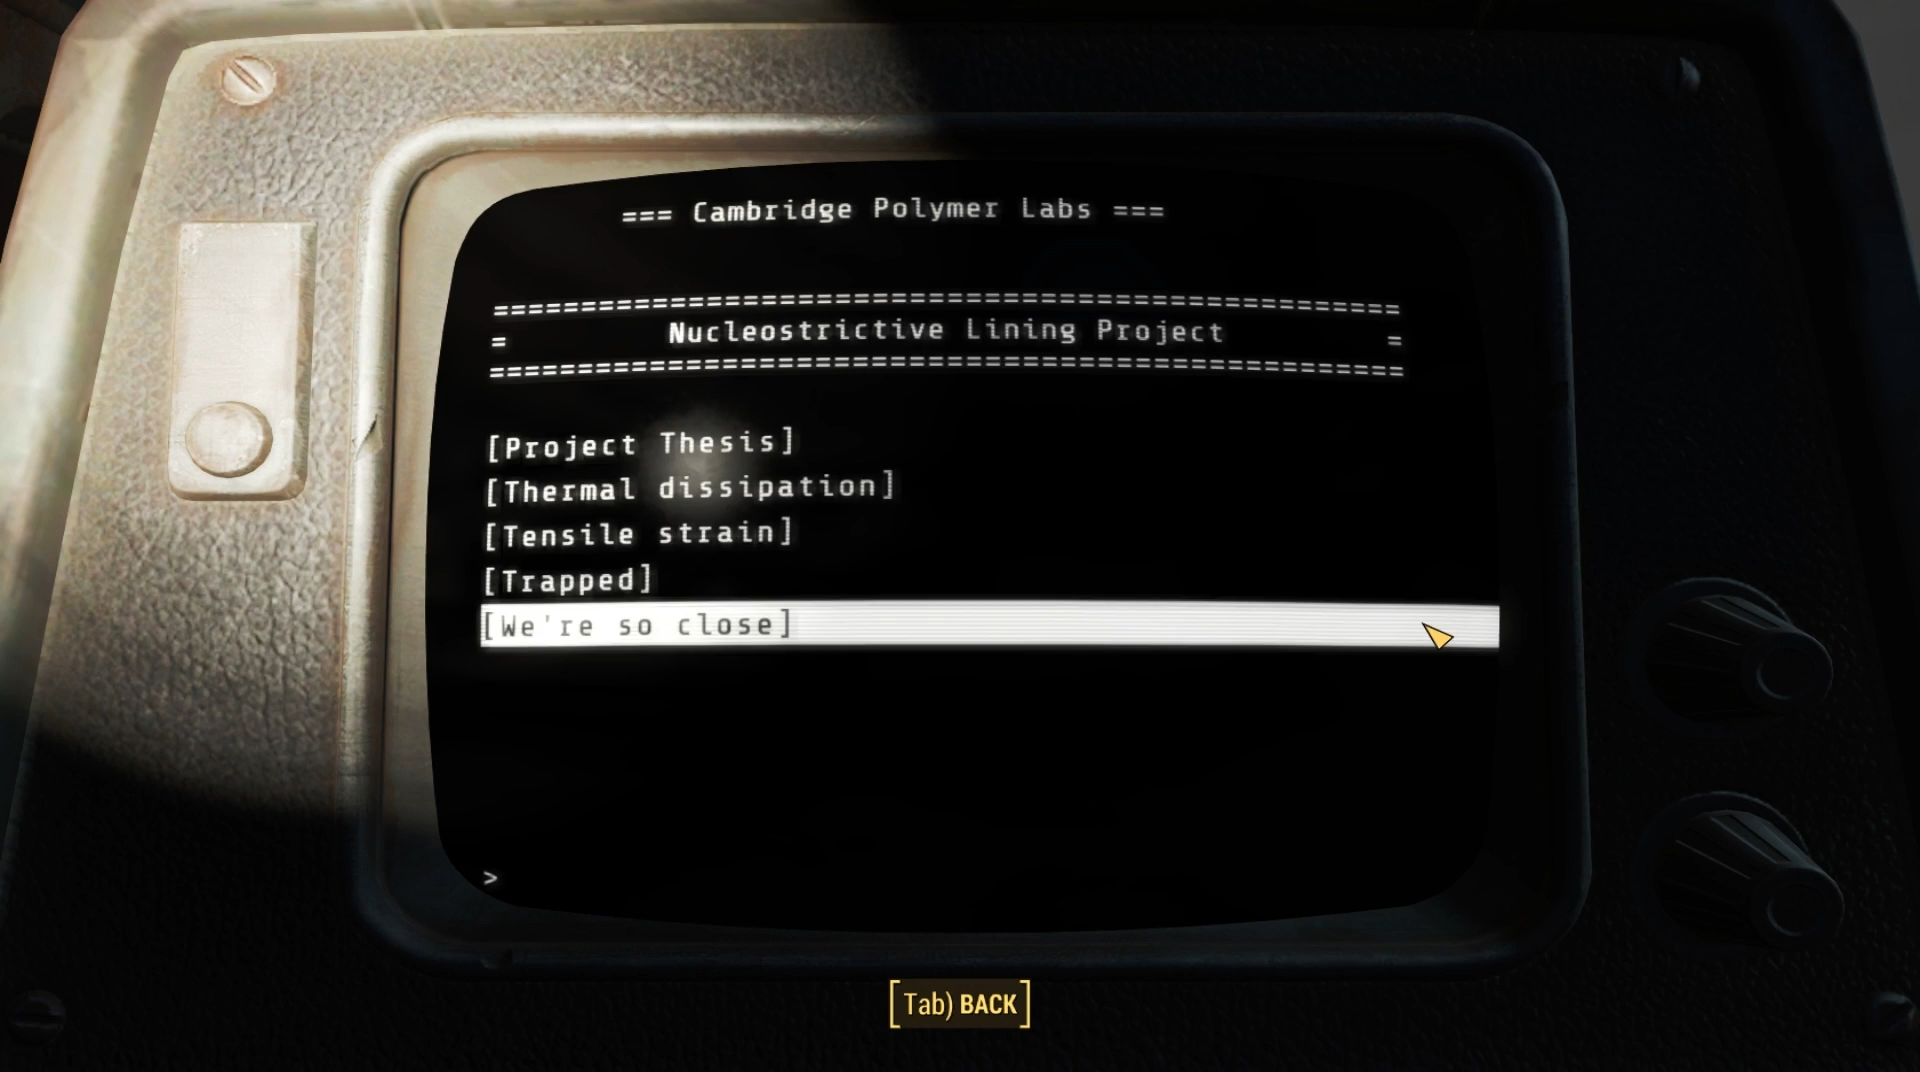 === Cambridge Polymer Labs ===
====================================================
= Nucleostrictive Lining Project =
====================================================
[Project Thesis]
[Thermal dissipation]
[Tensile strain]
[Trapped]
[We're so close]
>
[Tab) BACK]